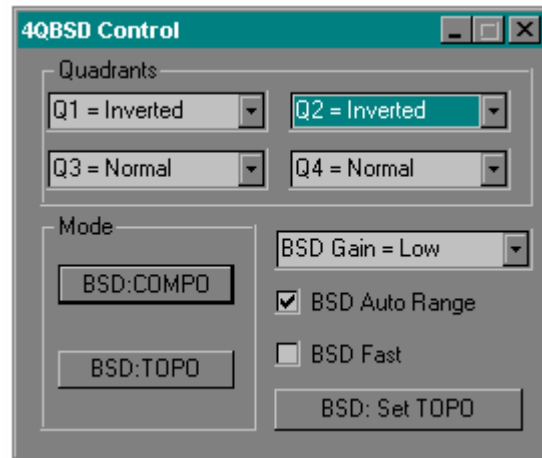 4QBSD Control
Quadrants
Q1 = Inverted
Q2 = Inverted
Q3 = Normal
Q4 = Normal
Mode
BSD:COMPO
BSD:TOPO
BSD Gain = Low
BSD Auto Range
BSD Fast
BSD: Set TOPO